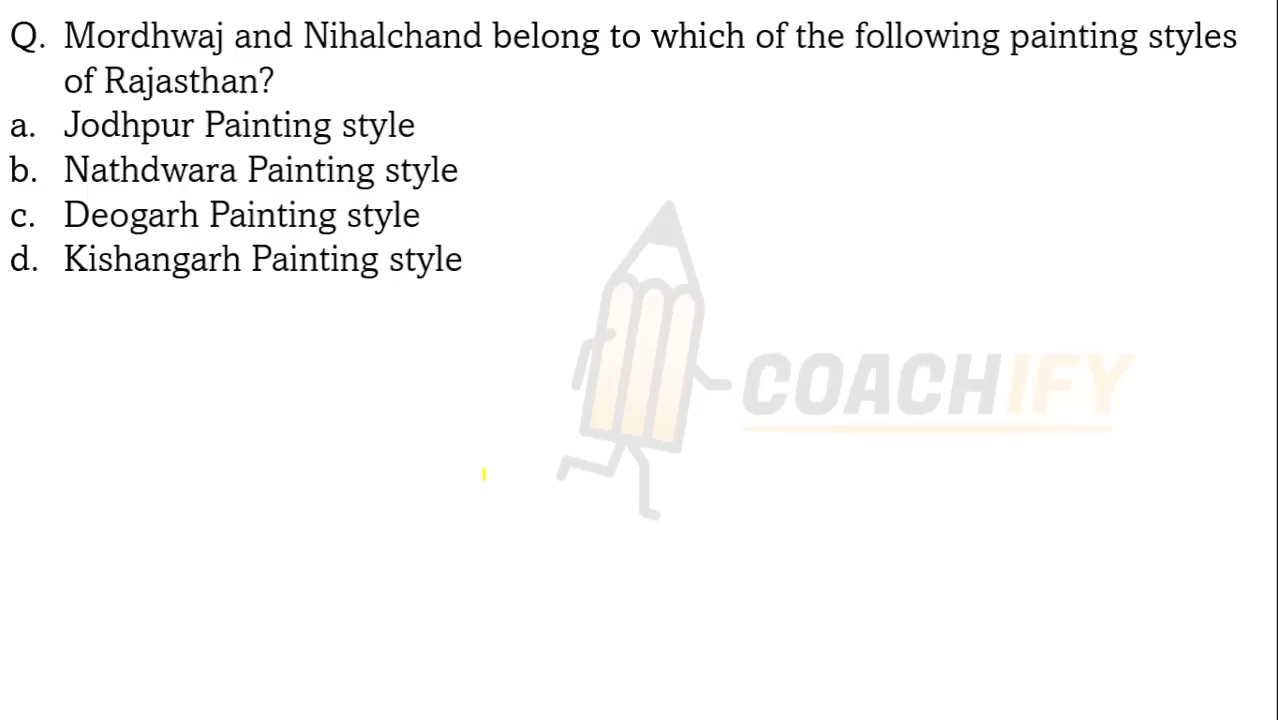 Q. Mordhwaj and Nihalchand belong to which of the following painting styles
of Rajasthan?
a. Jodhpur Painting style
b. Nathdwara Painting style
c. Deogarh Painting style
d. Kishangarh Painting style
COACHIFY